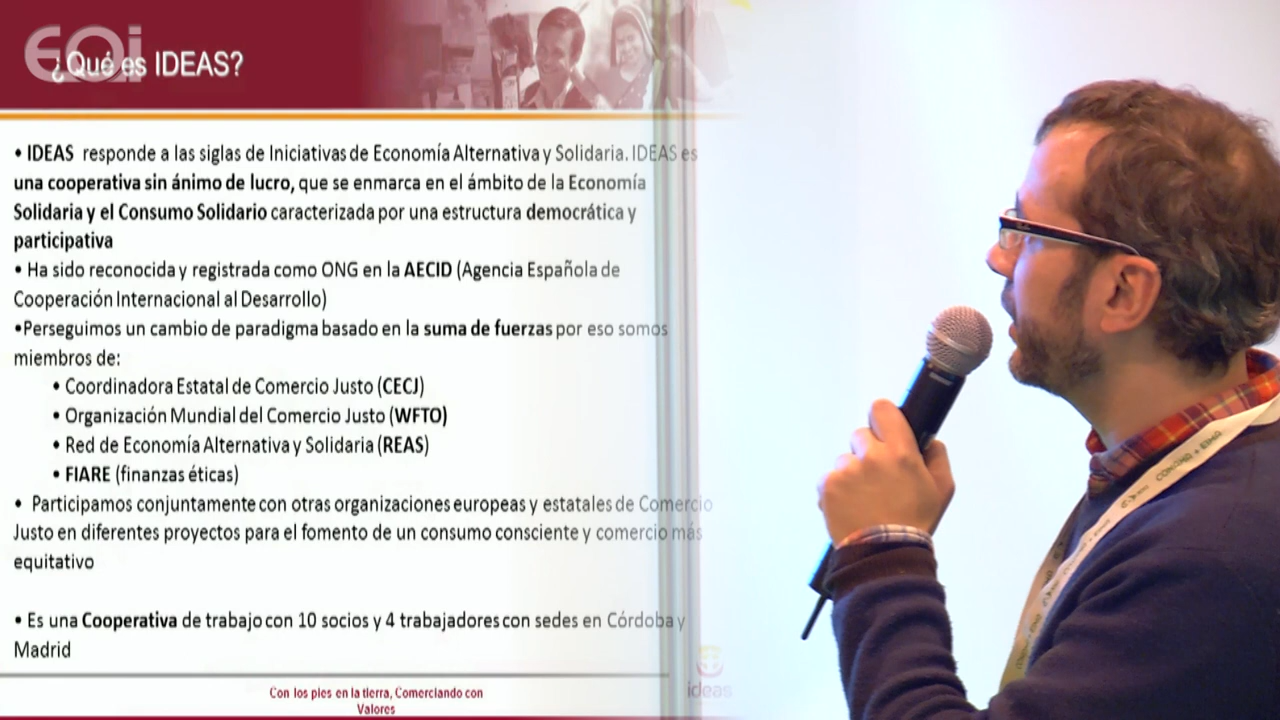 EOi
¿Qué es IDEAS?
• IDEAS responde a las siglas de Iniciativas de Economía Alternativa y Solidaria. IDEAS es
una cooperativa sin ánimo de lucro, que se enmarca en el ámbito de la Economía
Solidaria y el Consumo Solidario caracterizada por una estructura democrática y
participativa
• Ha sido reconocida y registrada como ONG en la AECID (Agencia Española de
Cooperación Internacional al Desarrollo)
•Perseguimos un cambio de paradigma basado en la suma de fuerzas por eso somos
miembros de:
• Coordinadora Estatal de Comercio Justo (CECJ)
• Organización Mundial del Comercio Justo (WFTO)
• Red de Economía Alternativa y Solidaria (REAS)
• FIARE (finanzas éticas)
• Participamos conjuntamente con otras organizaciones europeas y estatales de Comercio
Justo en diferentes proyectos para el fomento de un consumo consciente y comercio más
equitativo
• Es una Cooperativa de trabajo con 10 socios y 4 trabajadores con sedes en Córdoba y
Madrid
ideas
Con los pies en la tierra, Comerciando con
Valores
CONAMA + EIMA